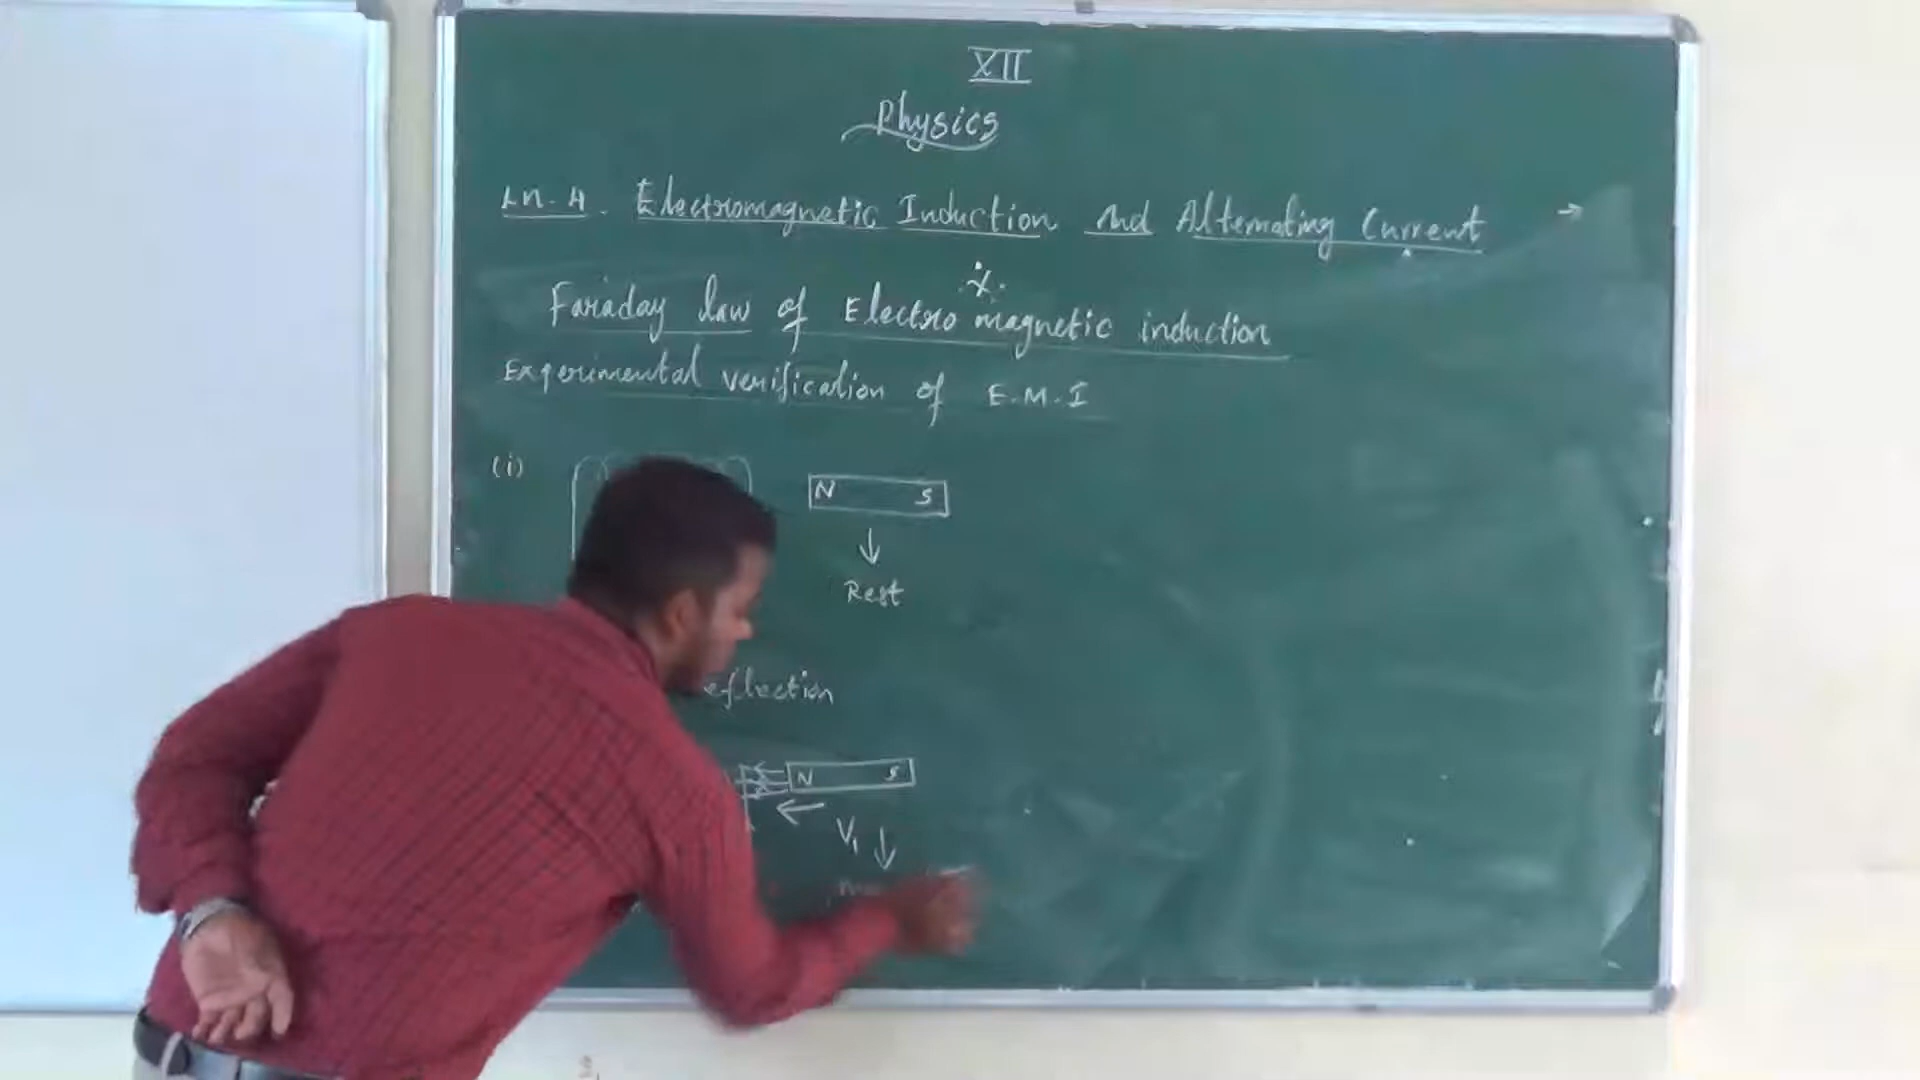 XII
Physics
LN.4. Electromagnetic Induction And Alternating Current →
Faraday law of Electro magnetic induction
Experimental verification of E.M.I
(i)
N S
↓
Rest
eflection
N S
←
V₁ ↓